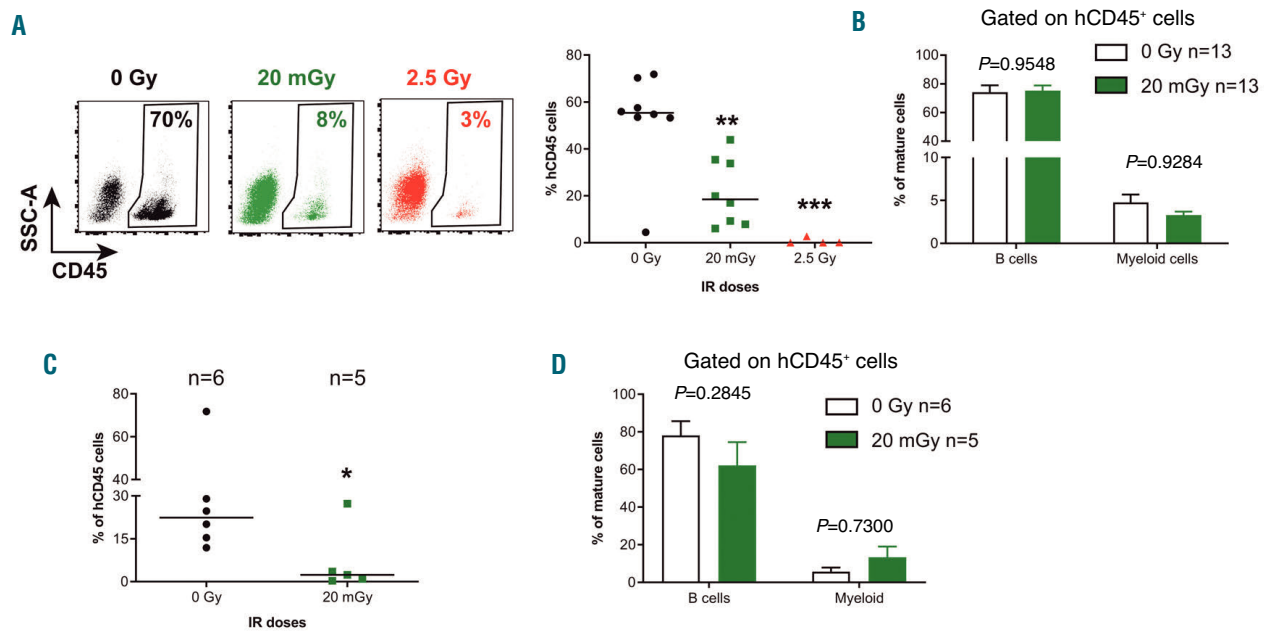 A
0 Gy
20 mGy
2.5 Gy
70%
8%
3%
SSC-A
CD45
% hCD45 cells
80
60
40
20
0
**
***
0 Gy
20 mGy
2.5 Gy
IR doses
B
Gated on hCD45+ cells
0 Gy n=13
20 mGy n=13
P=0.9548
P=0.9284
% of mature cells
100
80
60
40
10
5
0
B cells
Myeloid cells
C
n=6
n=5
% of hCD45 cells
80
60
40
30
15
0
*
0 Gy
20 mGy
IR doses
D
Gated on hCD45+ cells
P=0.2845
0 Gy n=6
20 mGy n=5
P=0.7300
% of mature cells
100
80
60
40
20
0
B cells
Myeloid